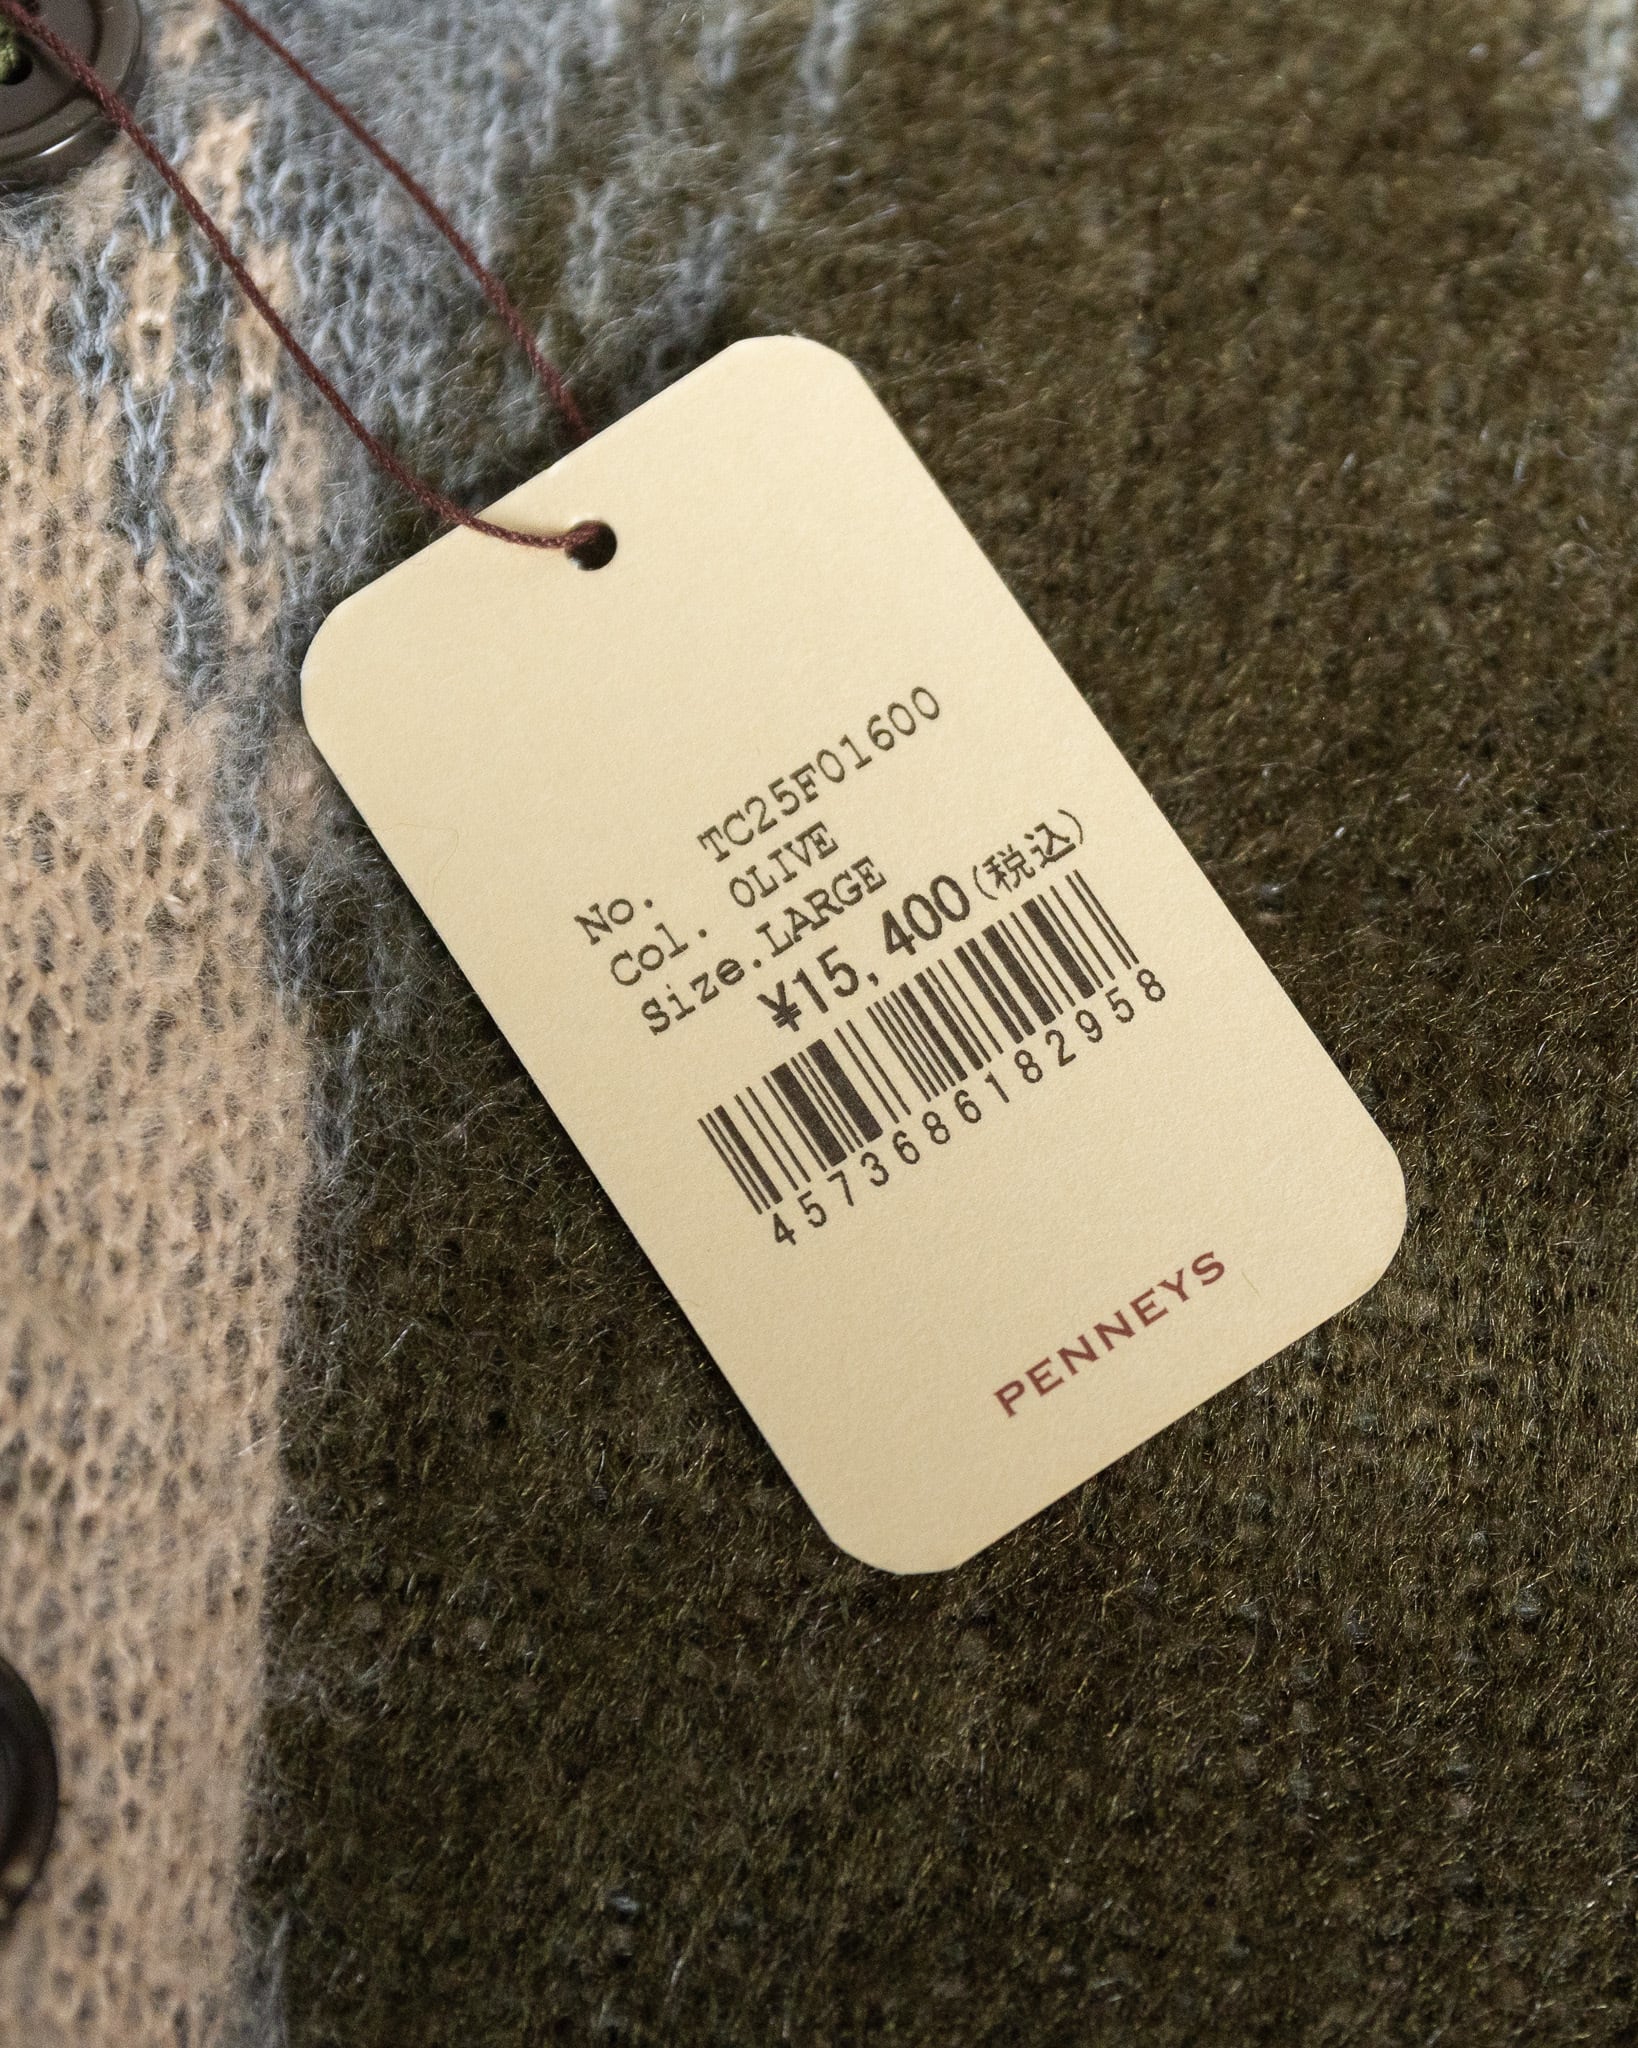 No. TC25F01600
Col. OLIVE
Size.LARGE
¥15,400(税込)
4573686182958
PENNEYS